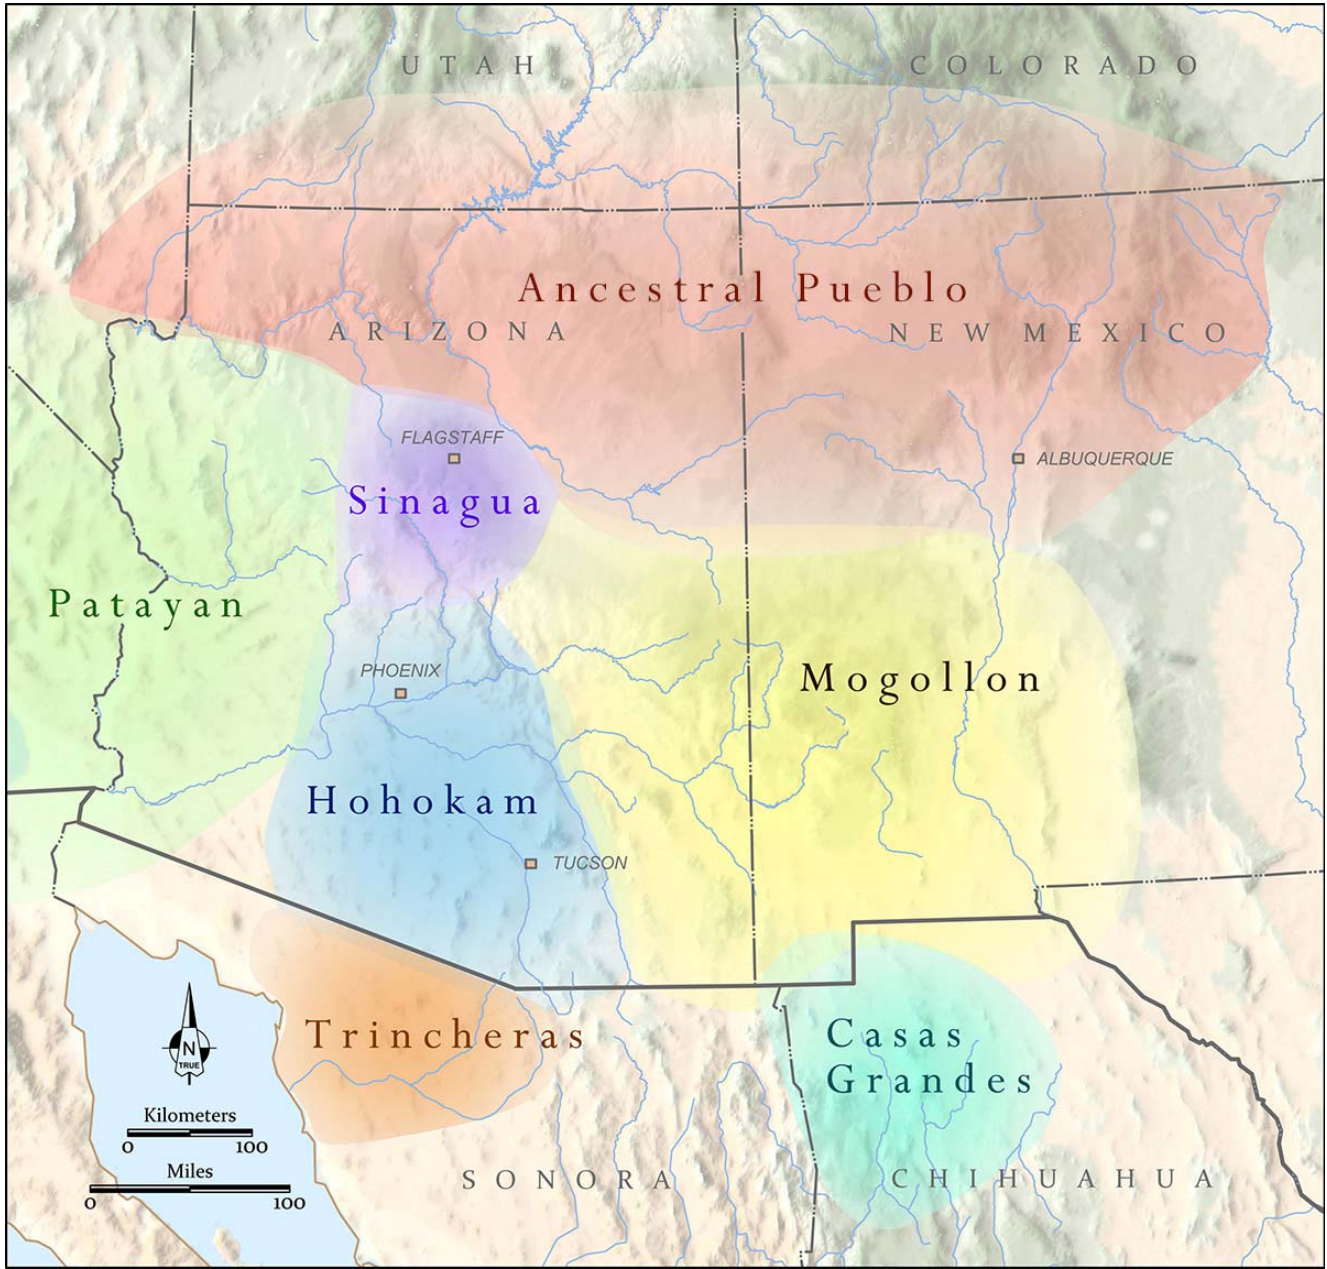 UTAH
COLORADO
Ancestral Pueblo
ARIZONA
NEW MEXICO
FLAGSTAFF
ALBUQUERQUE
Sinagua
Patayan
PHOENIX
Mogollon
Hohokam
TUCSON
Trincheras
Casas
Grandes
N
TRUE
Kilometers
0 100
Miles
0 100
SONORA
CHIHUAHUA